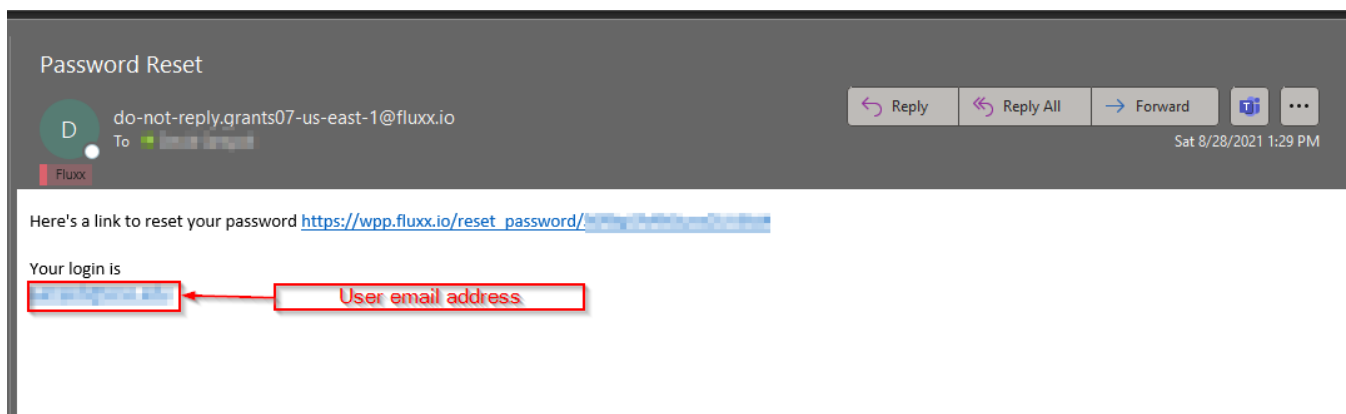 Password Reset
D
do-not-reply.grants07-us-east-1@fluxx.io
To
Fluxx
Reply
Reply All
Forward
Sat 8/28/2021 1:29 PM
Here's a link to reset your password https://wpp.fluxx.io/reset_password/
Your login is
User email address